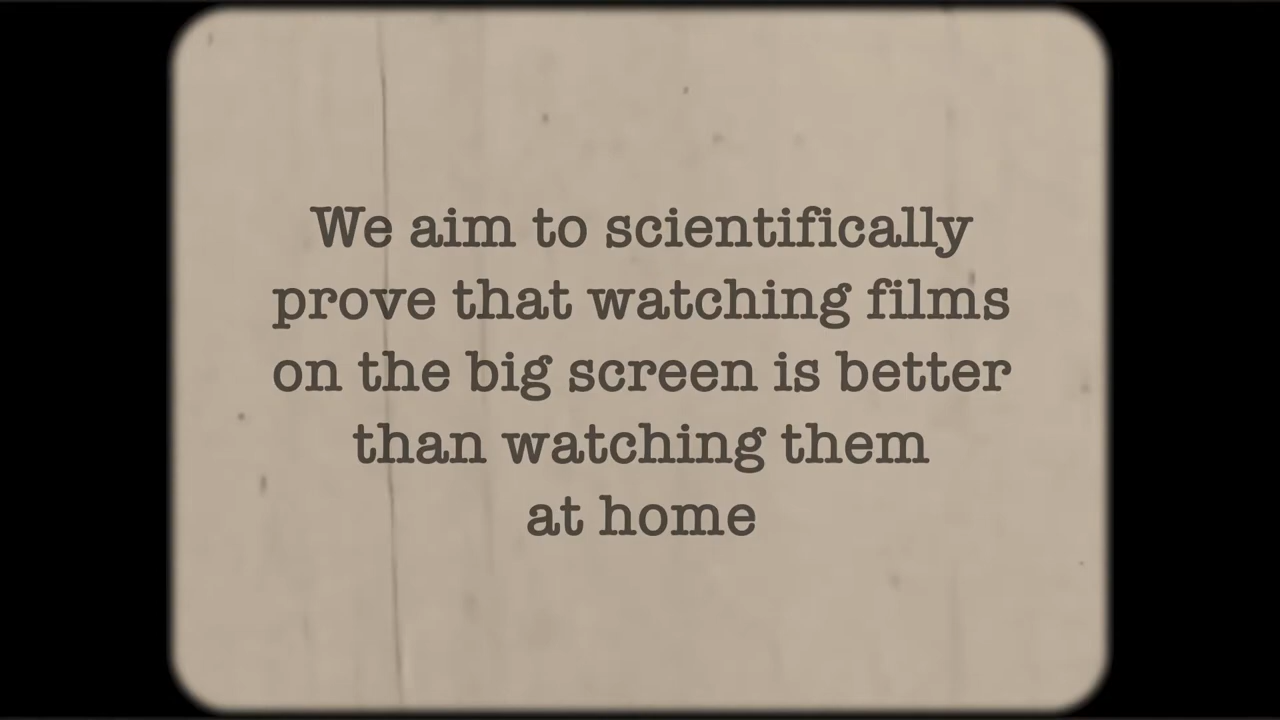 We aim to scientifically
prove that watching films
on the big screen is better
than watching them
at home